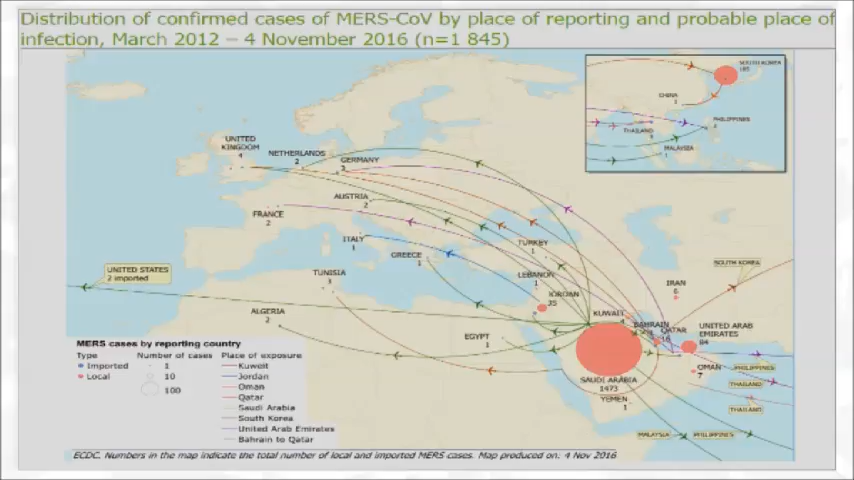 Distribution of confirmed cases of MERS-CoV by place of reporting and probable place of
infection, March 2012 – 4 November 2016 (n=1 845)
SOUTH KOREA
185
CHINA
1
PHILIPPINES
THAILAND
MALAYSIA
1
UNITED
KINGDOM
4
NETHERLANDS
2
GERMANY
3
AUSTRIA
2
FRANCE
2
ITALY
1
GREECE
1
TURKEY
1
SOUTH KOREA
UNITED STATES
2 imported
TUNISIA
3
LEBANON
1
IRAN
6
JORDAN
35
ALGERIA
2
KUWAIT
4
BAHRAIN
QATAR
16
UNITED ARAB
EMIRATES
84
EGYPT
1
OMAN
7
PHILIPPINES
THAILAND
SAUDI ARABIA
1473
YEMEN
1
THAILAND
MALAYSIA
PHILIPPINES
MERS cases by reporting country
Type Number of cases Place of exposure
Imported 1 Kuwait
Local 10 Jordan
100 Oman
Qatar
Saudi Arabia
South Korea
United Arab Emirates
Bahrain to Qatar
ECDC, Numbers in the map indicate the total number of local and imported MERS cases. Map produced on: 4 Nov 2016